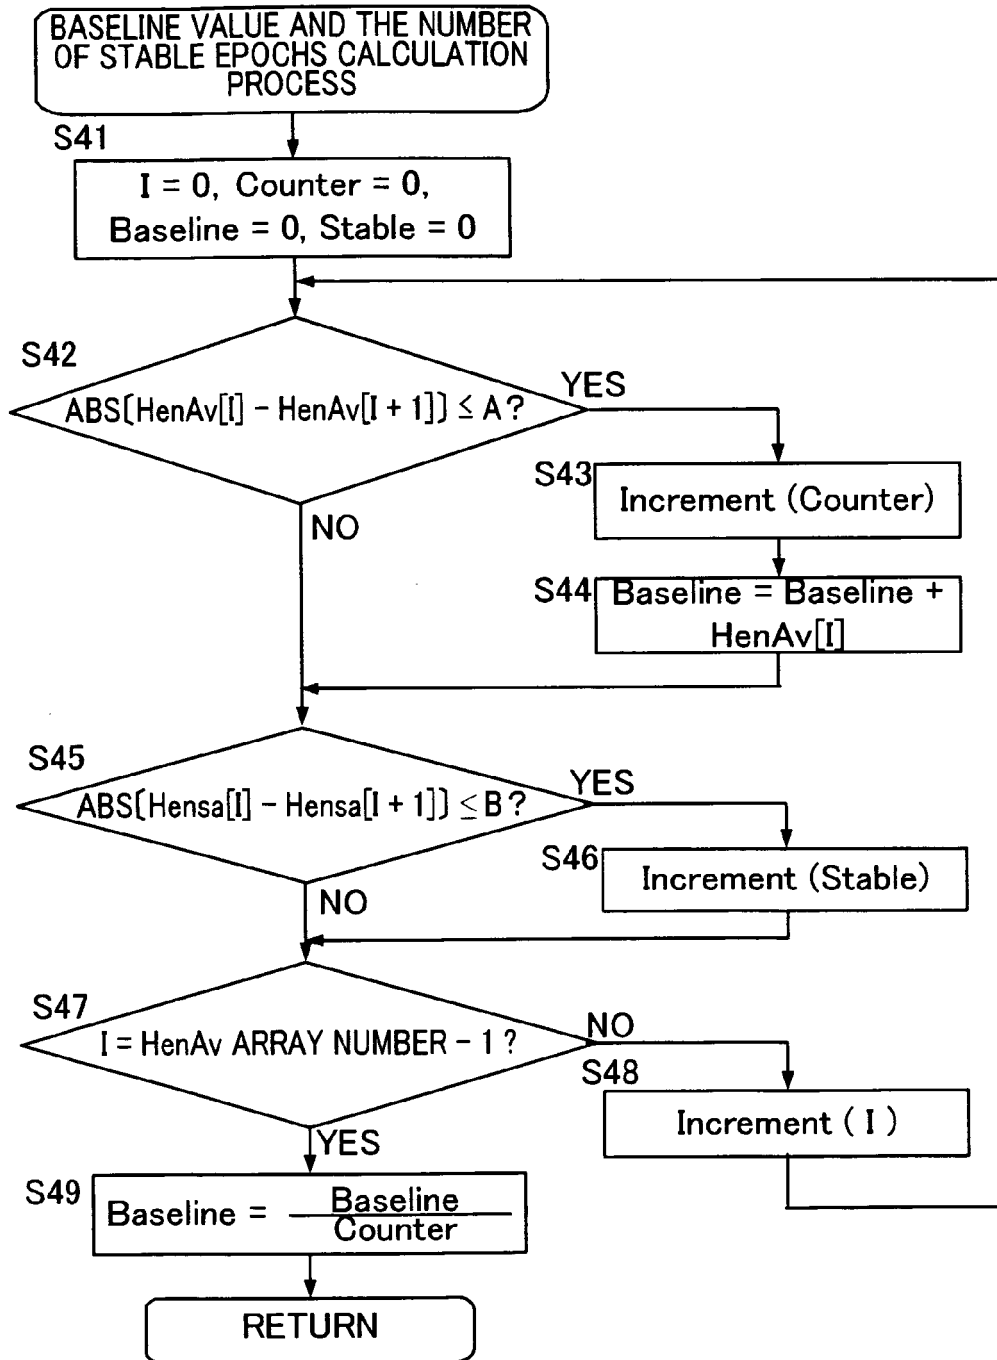 BASELINE VALUE AND THE NUMBER
OF STABLE EPOCHS CALCULATION
PROCESS
S41
I = 0, Counter = 0,
Baseline = 0, Stable = 0
S42
ABS[HenAv[I] - HenAv[I + 1]] ≤ A ?
YES
NO
S43
Increment (Counter)
S44
Baseline = Baseline +
HenAv[I]
S45
ABS[Hensa[I] - Hensa[I + 1]] ≤ B ?
YES
NO
S46
Increment (Stable)
S47
I = HenAv ARRAY NUMBER - 1 ?
NO
YES
S48
Increment ( I )
S49
Baseline = Baseline
Counter
RETURN